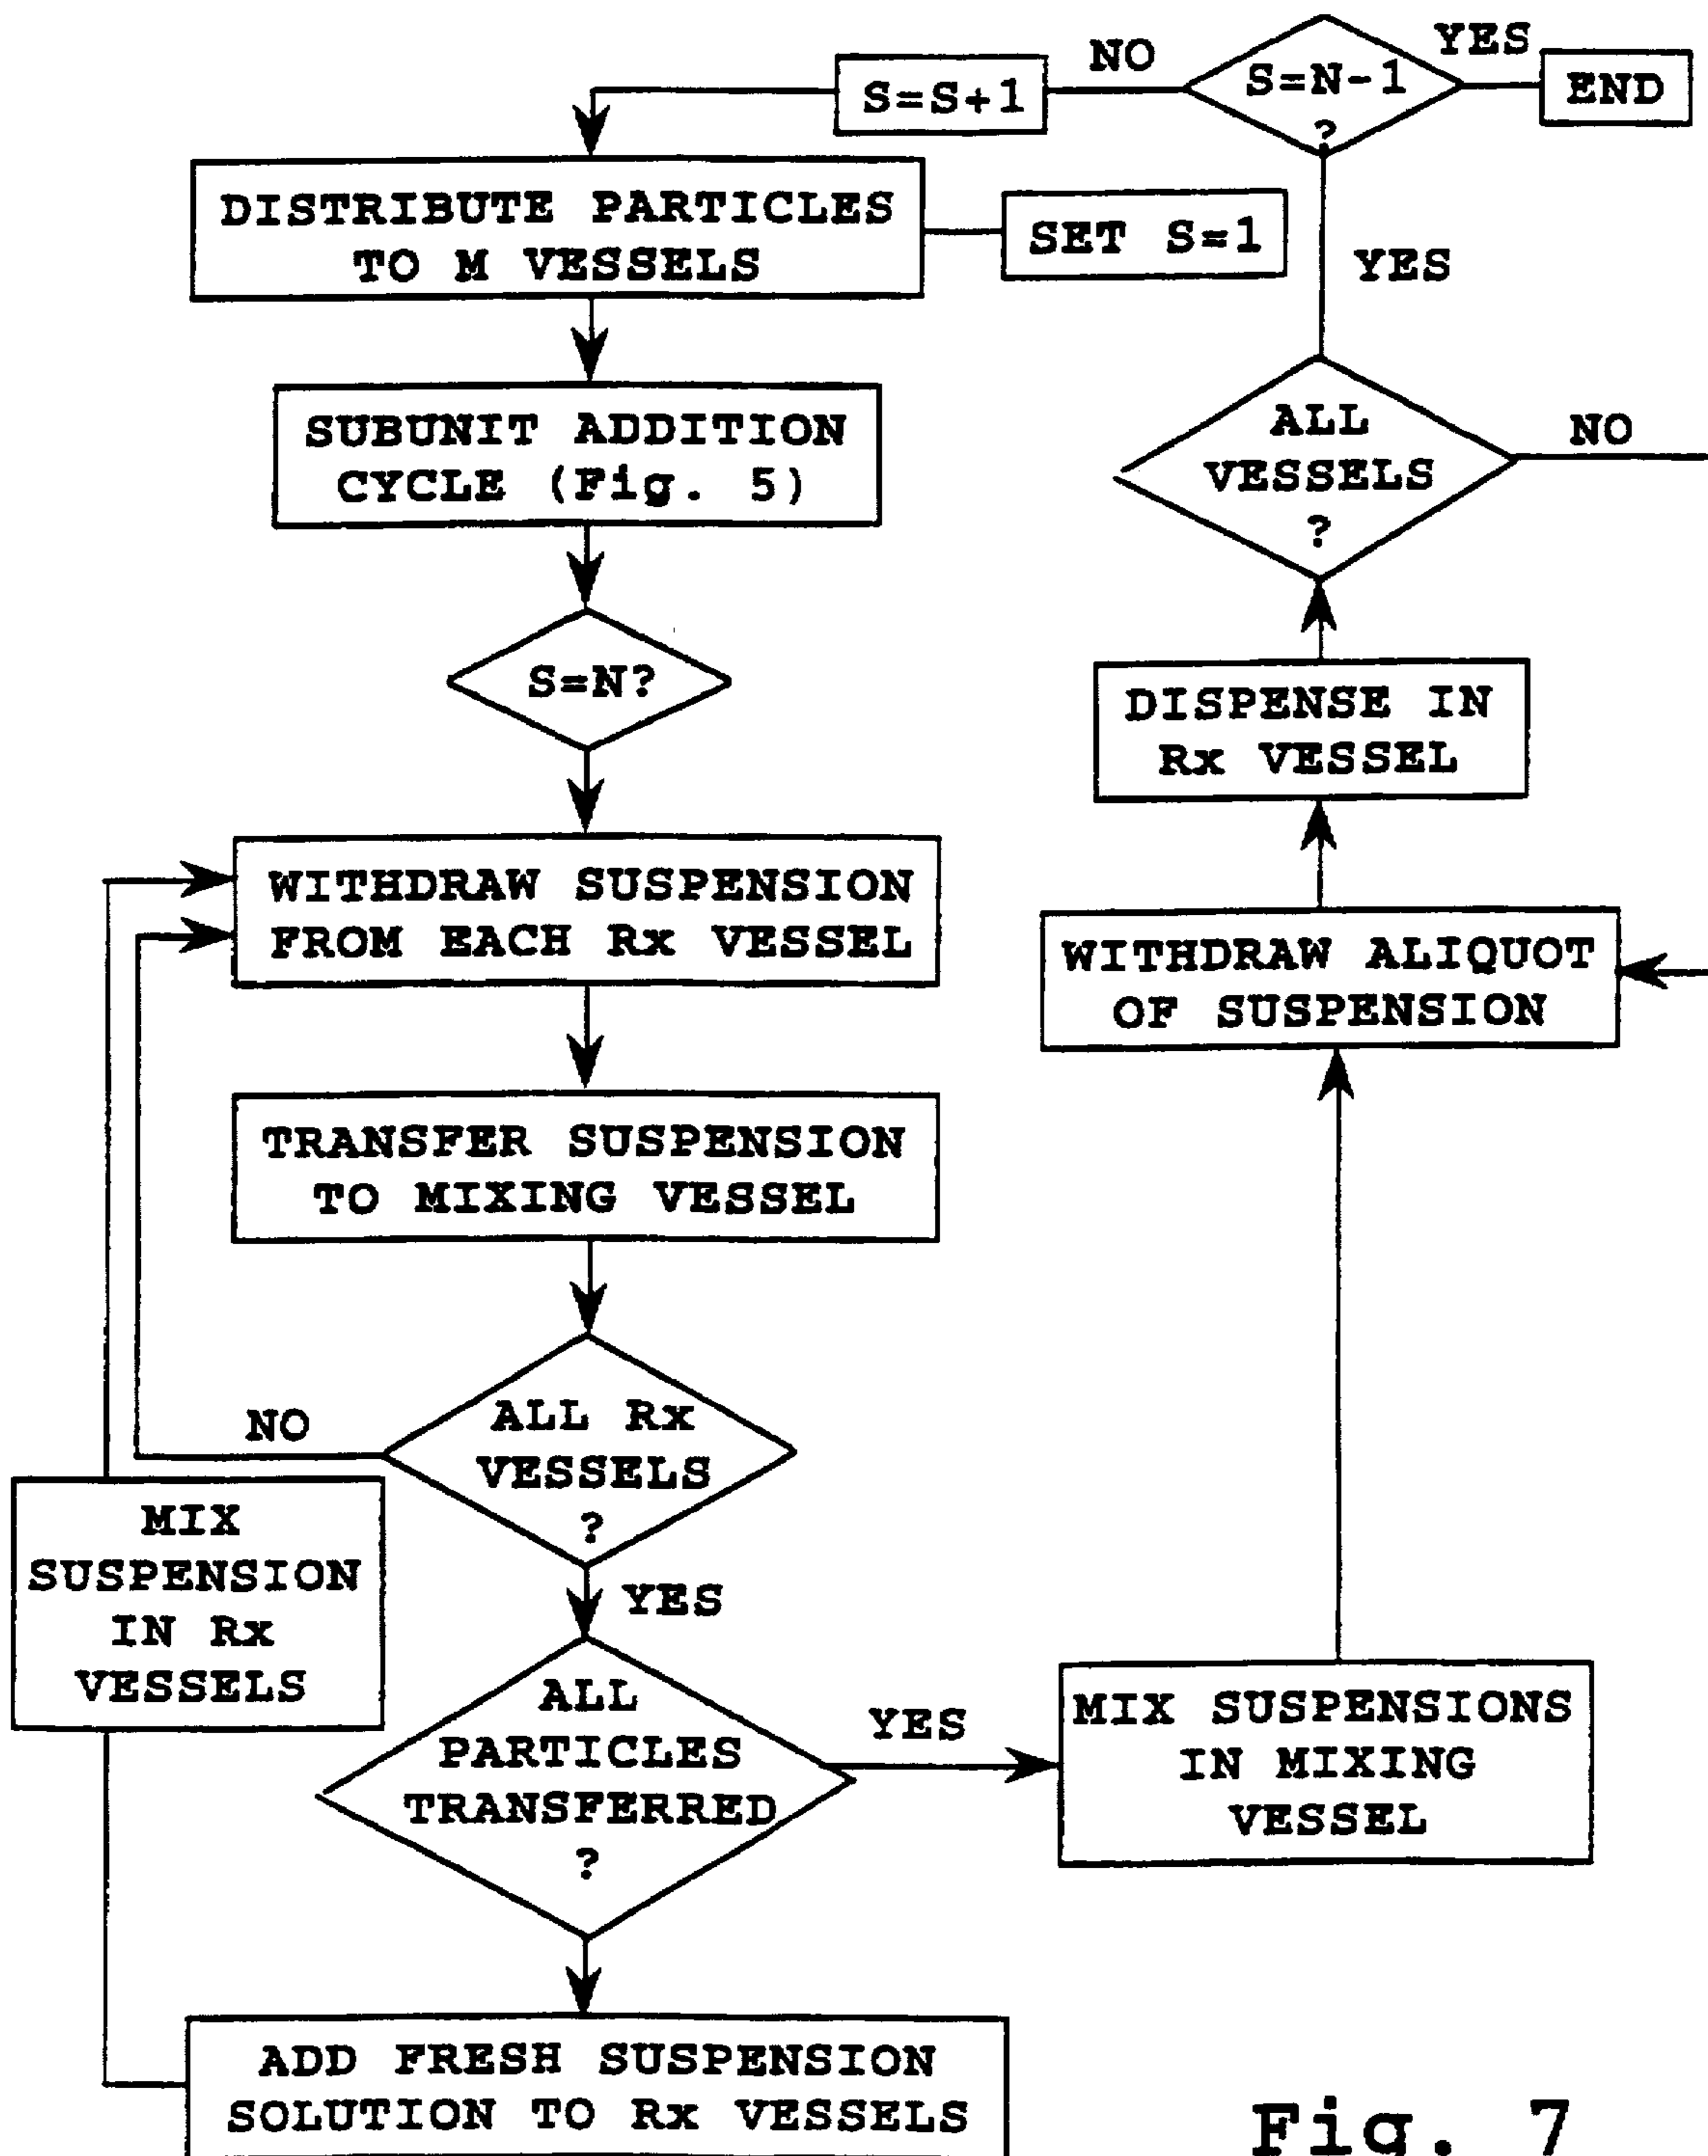 NO
YES
S=S+1
S=N-1
?
END
DISTRIBUTE PARTICLES
TO M VESSELS
SET S=1
YES
SUBUNIT ADDITION
CYCLE (Fig. 5)
ALL
VESSELS
?
NO
S=N?
DISPENSE IN
Rx VESSEL
WITHDRAW SUSPENSION
FROM EACH Rx VESSEL
WITHDRAW ALIQUOT
OF SUSPENSION
TRANSFER SUSPENSION
TO MIXING VESSEL
ALL Rx
VESSELS
?
NO
MIX
SUSPENSION
IN Rx
VESSELS
YES
ALL
PARTICLES
TRANSFERRED
?
YES
MIX SUSPENSIONS
IN MIXING
VESSEL
ADD FRESH SUSPENSION
SOLUTION TO Rx VESSELS
Fig. 7